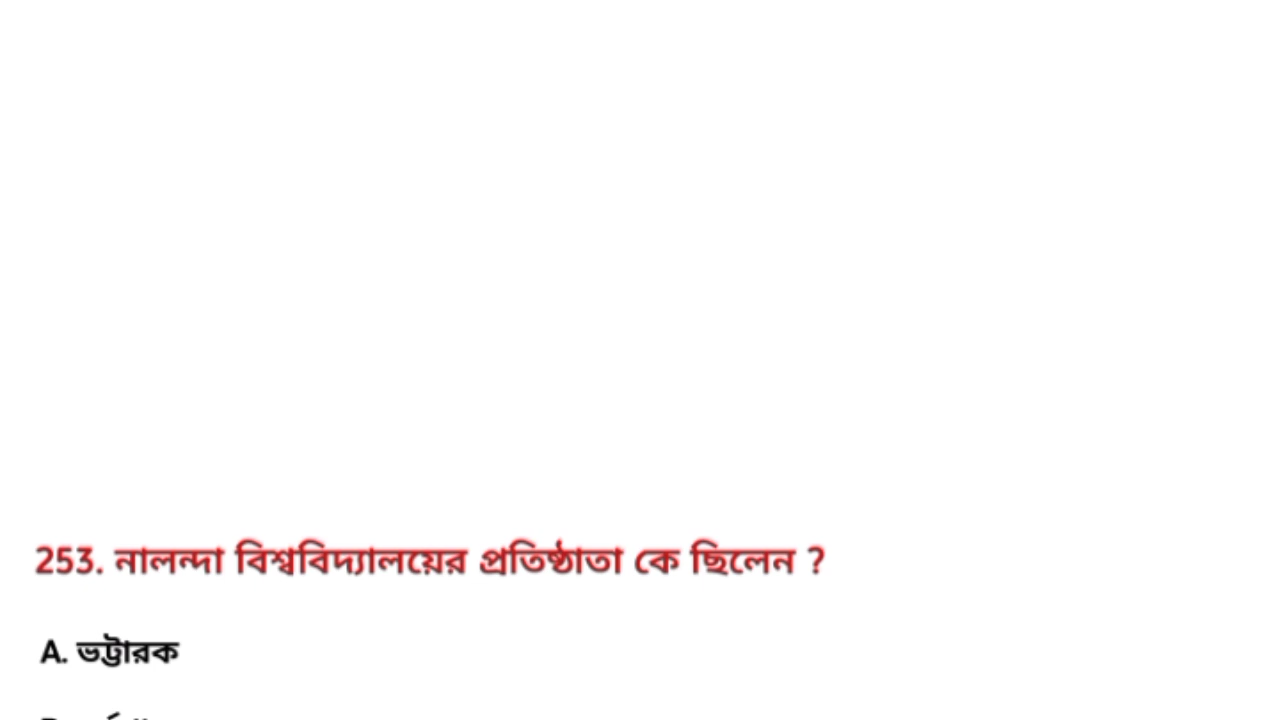 253. নালন্দা বিশ্ববিদ্যালয়ের প্রতিষ্ঠাতা কে ছিলেন ?
A. ভট্টারক